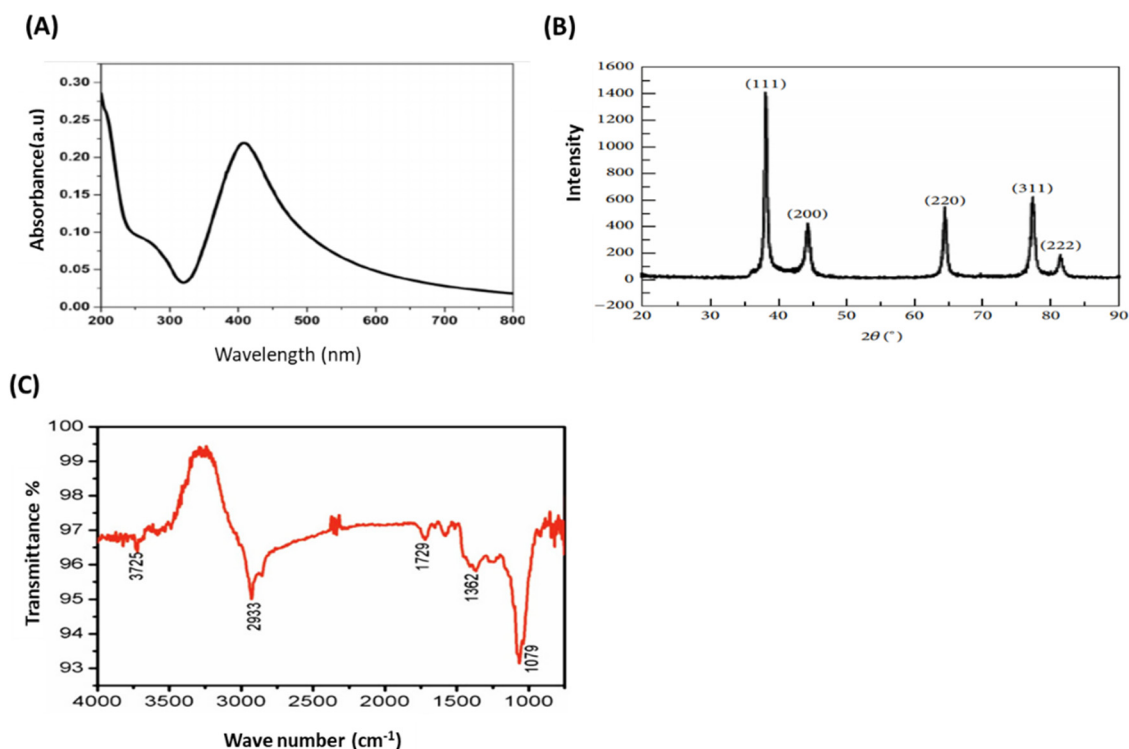 (A)
0.30
0.25
0.20
0.15
0.10
0.05
0.00
Absorbance(a.u)
200 300 400 500 600 700 800
Wavelength (nm)
(B)
1600
1400
1200
1000
800
600
400
200
0
−200
Intensity
(111)
(200)
(220)
(311)
(222)
20 30 40 50 60 70 80 90
2θ (°)
(C)
100
99
98
97
96
95
94
93
Transmittance %
3725
2933
1729
1362
1079
4000 3500 3000 2500 2000 1500 1000
Wave number (cm⁻¹)